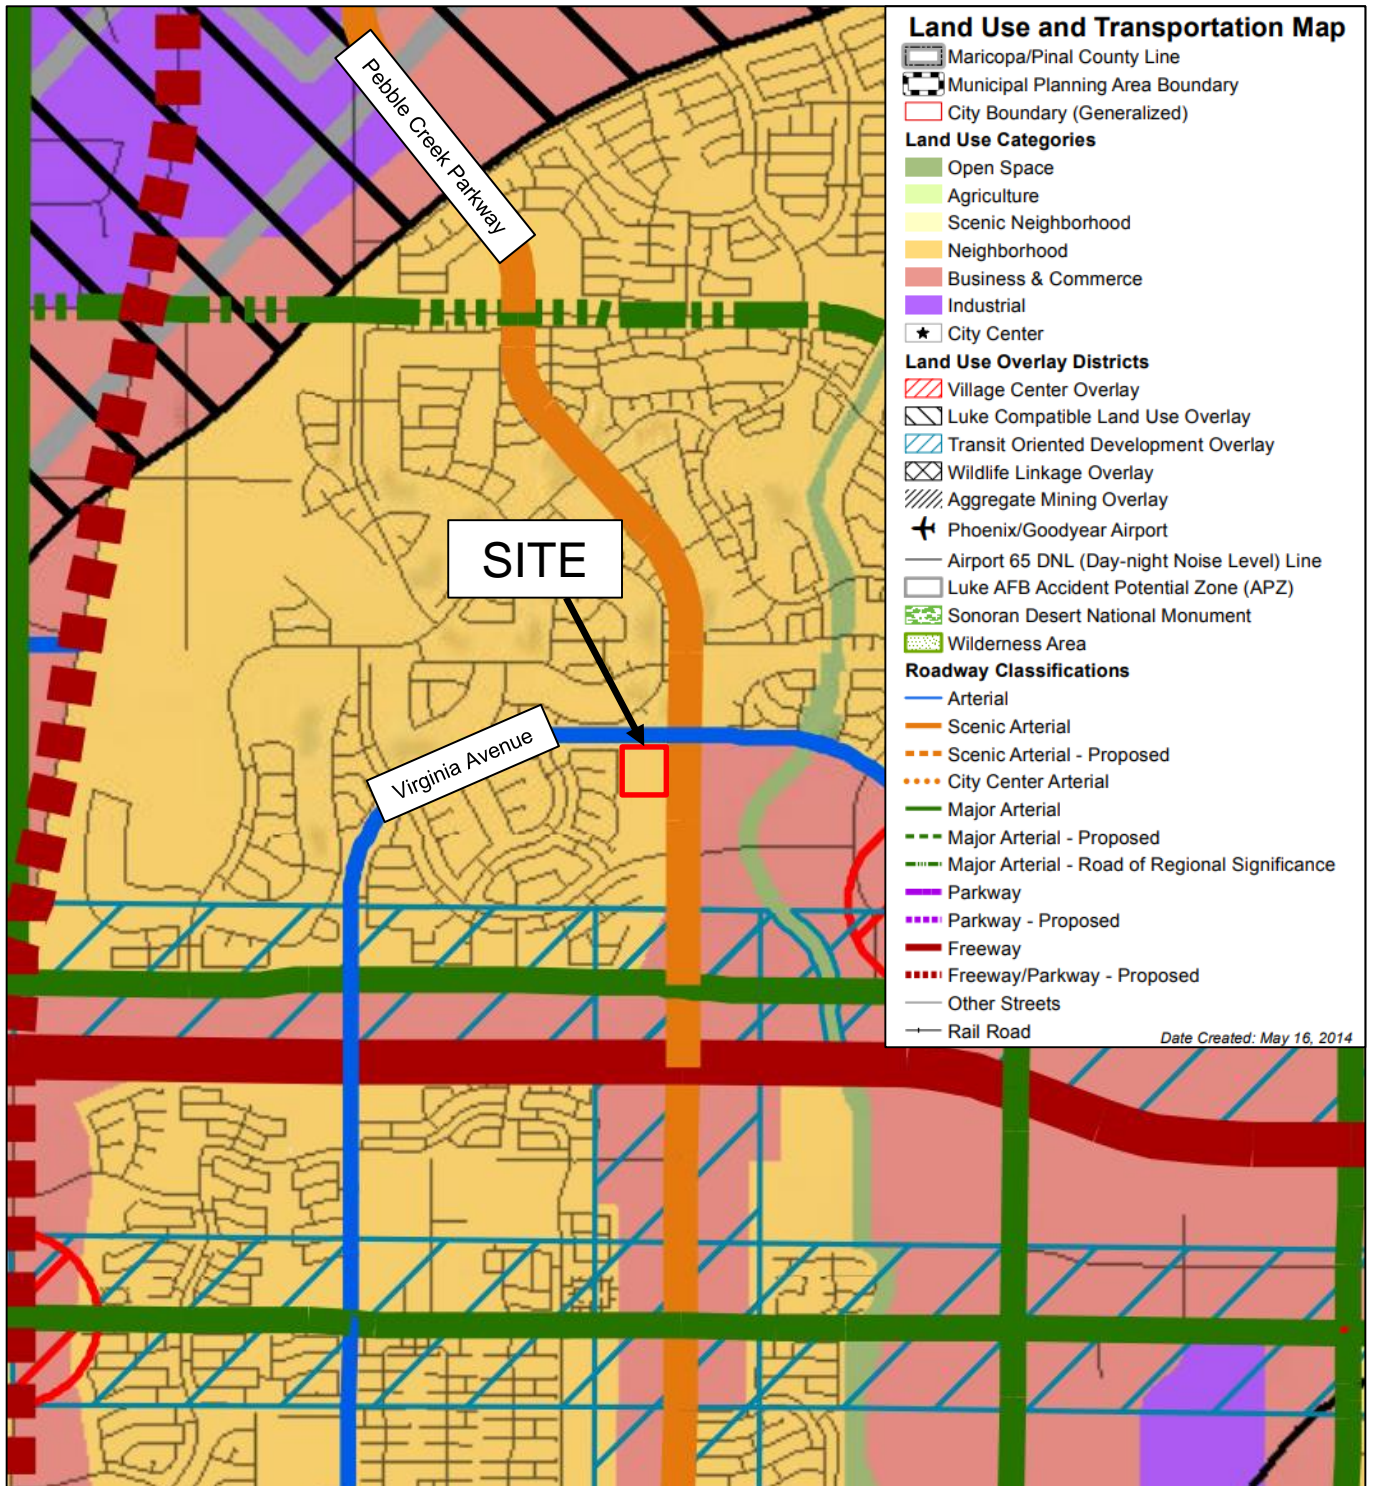 Pebble Creek Parkway
SITE
Virginia Avenue
Land Use and Transportation Map
Maricopa/Pinal County Line
Municipal Planning Area Boundary
City Boundary (Generalized)
Land Use Categories
Open Space
Agriculture
Scenic Neighborhood
Neighborhood
Business & Commerce
Industrial
City Center
Land Use Overlay Districts
Village Center Overlay
Luke Compatible Land Use Overlay
Transit Oriented Development Overlay
Wildlife Linkage Overlay
Aggregate Mining Overlay
Phoenix/Goodyear Airport
Airport 65 DNL (Day-night Noise Level) Line
Luke AFB Accident Potential Zone (APZ)
Sonoran Desert National Monument
Wilderness Area
Roadway Classifications
Arterial
Scenic Arterial
Scenic Arterial - Proposed
City Center Arterial
Major Arterial
Major Arterial - Proposed
Major Arterial - Road of Regional Significance
Parkway
Parkway - Proposed
Freeway
Freeway/Parkway - Proposed
Other Streets
Rail Road
Date Created: May 16, 2014